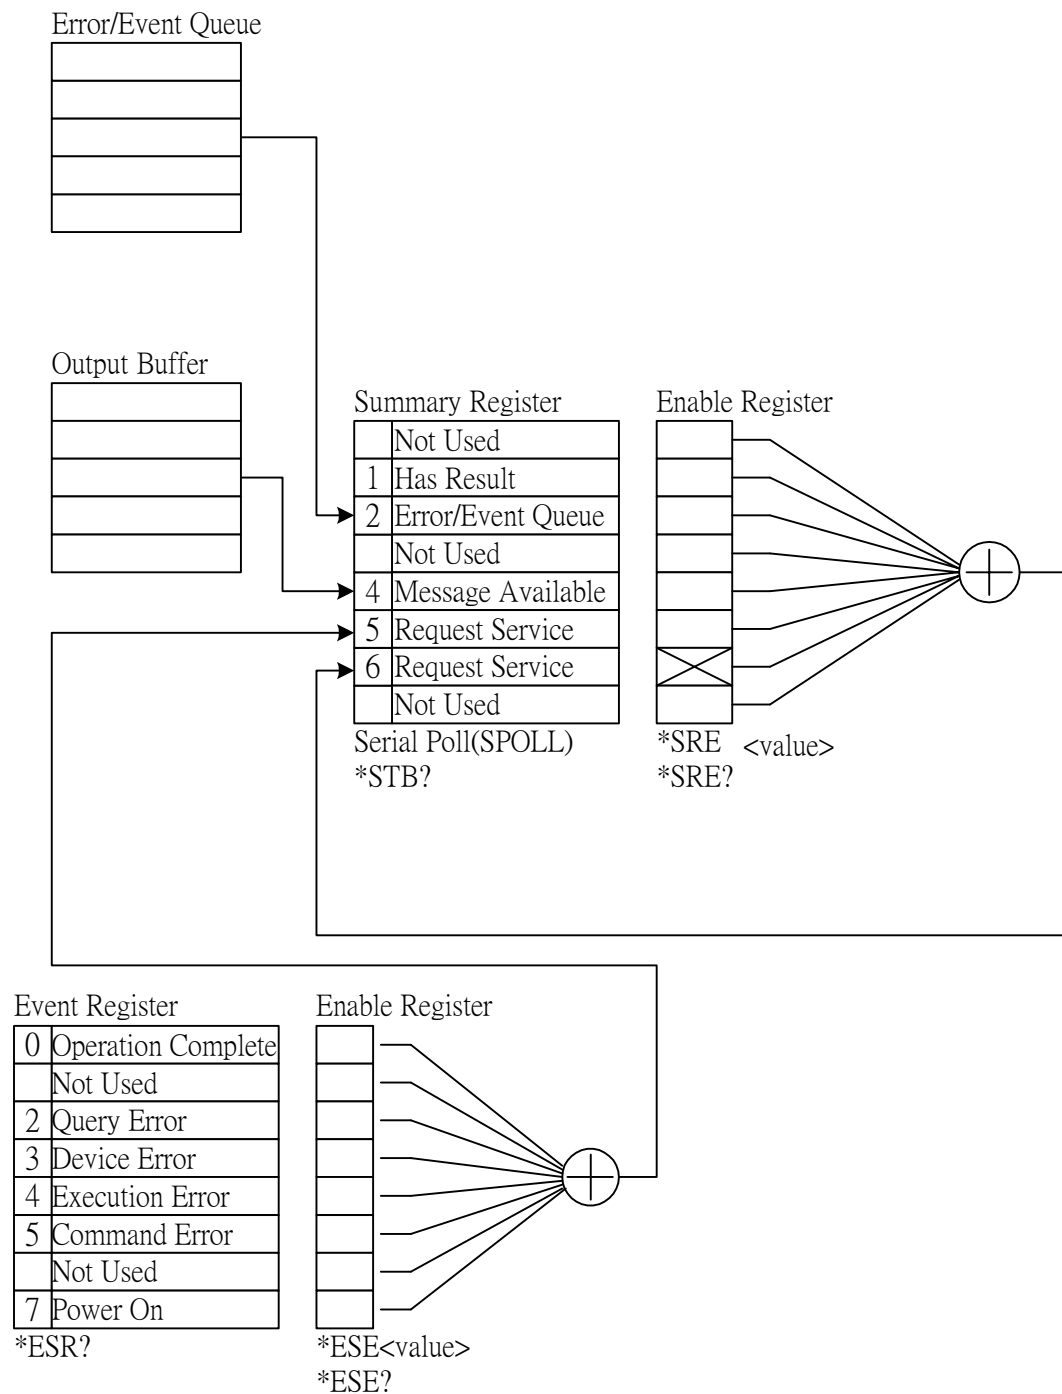 Error/Event Queue
Output Buffer
Summary Register
Not Used
1 Has Result
2 Error/Event Queue
Not Used
4 Message Available
5 Request Service
6 Request Service
Not Used
Serial Poll(SPOLL)
*STB?
Enable Register
*SRE <value>
*SRE?
Event Register
0 Operation Complete
Not Used
2 Query Error
3 Device Error
4 Execution Error
5 Command Error
Not Used
7 Power On
*ESR?
Enable Register
*ESE<value>
*ESE?